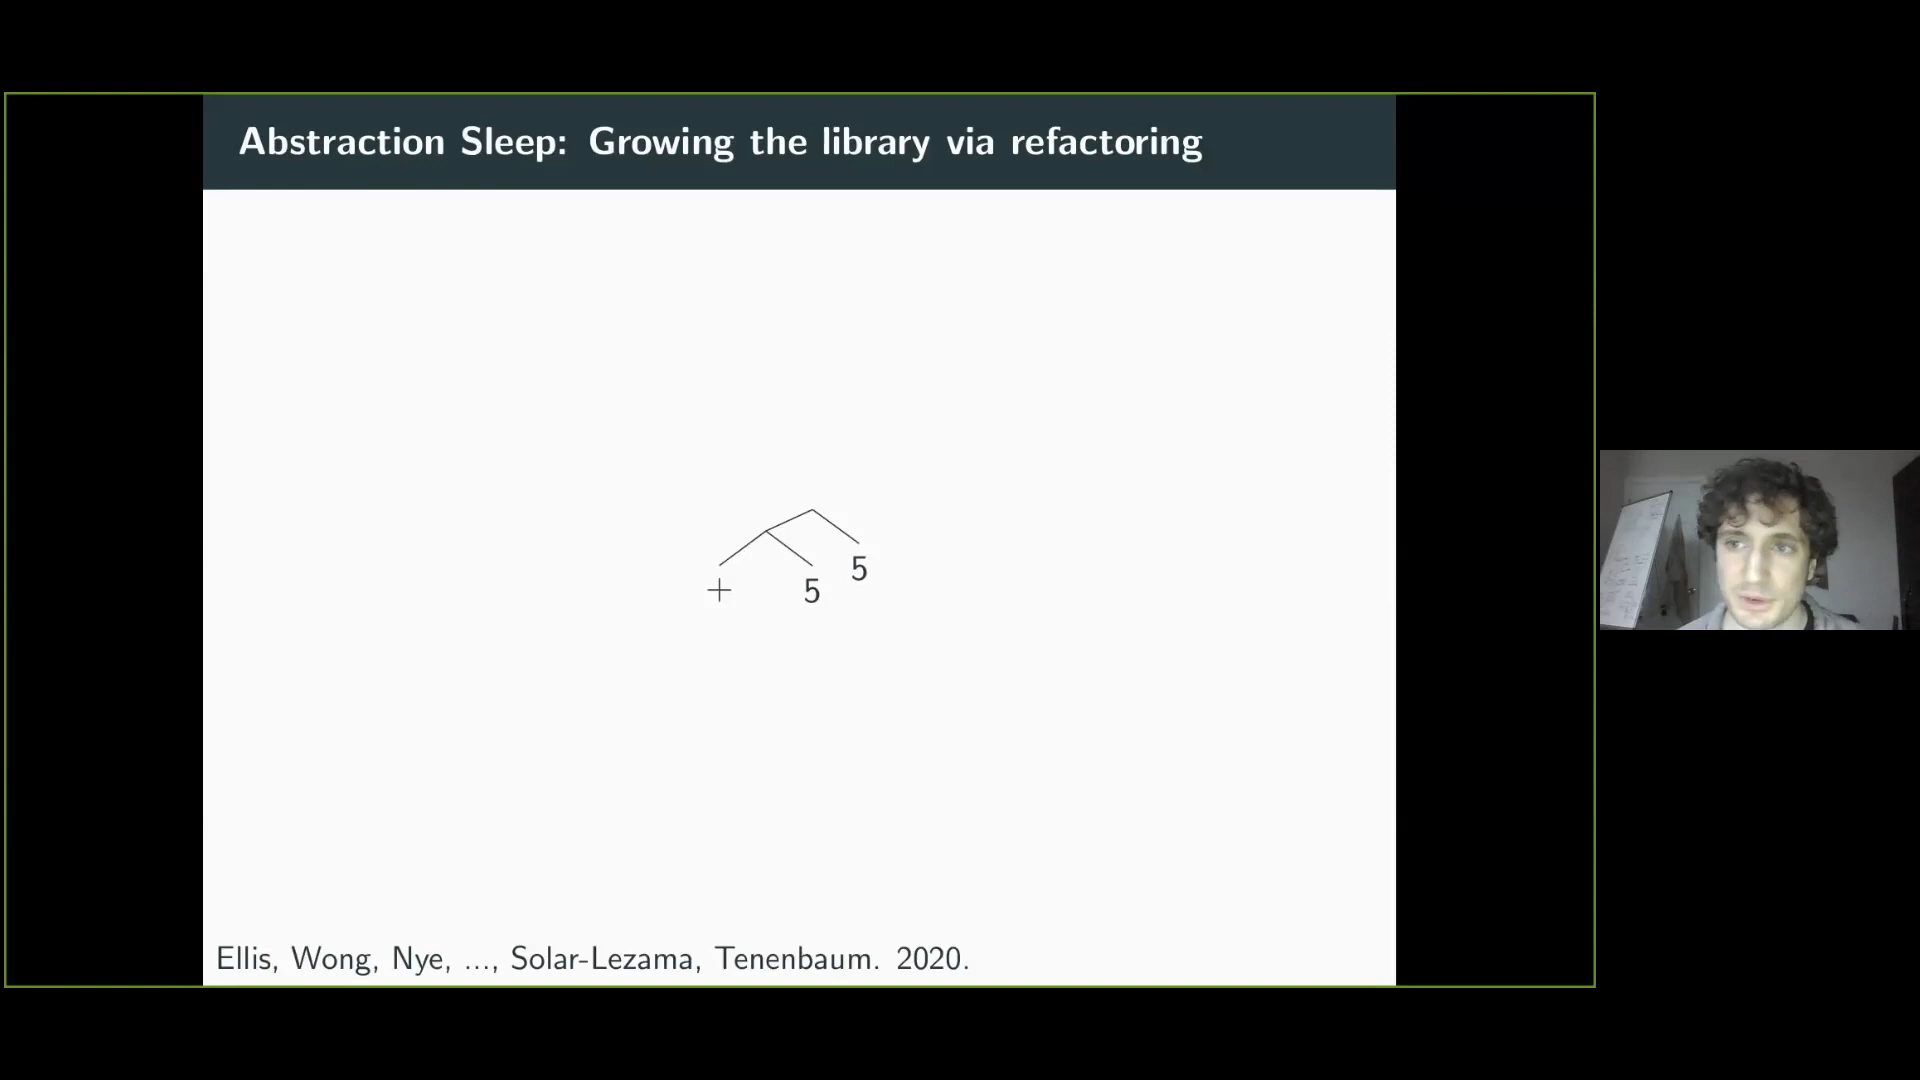 Abstraction Sleep: Growing the library via refactoring
5
+ 5
Ellis, Wong, Nye, ..., Solar-Lezama, Tenenbaum. 2020.